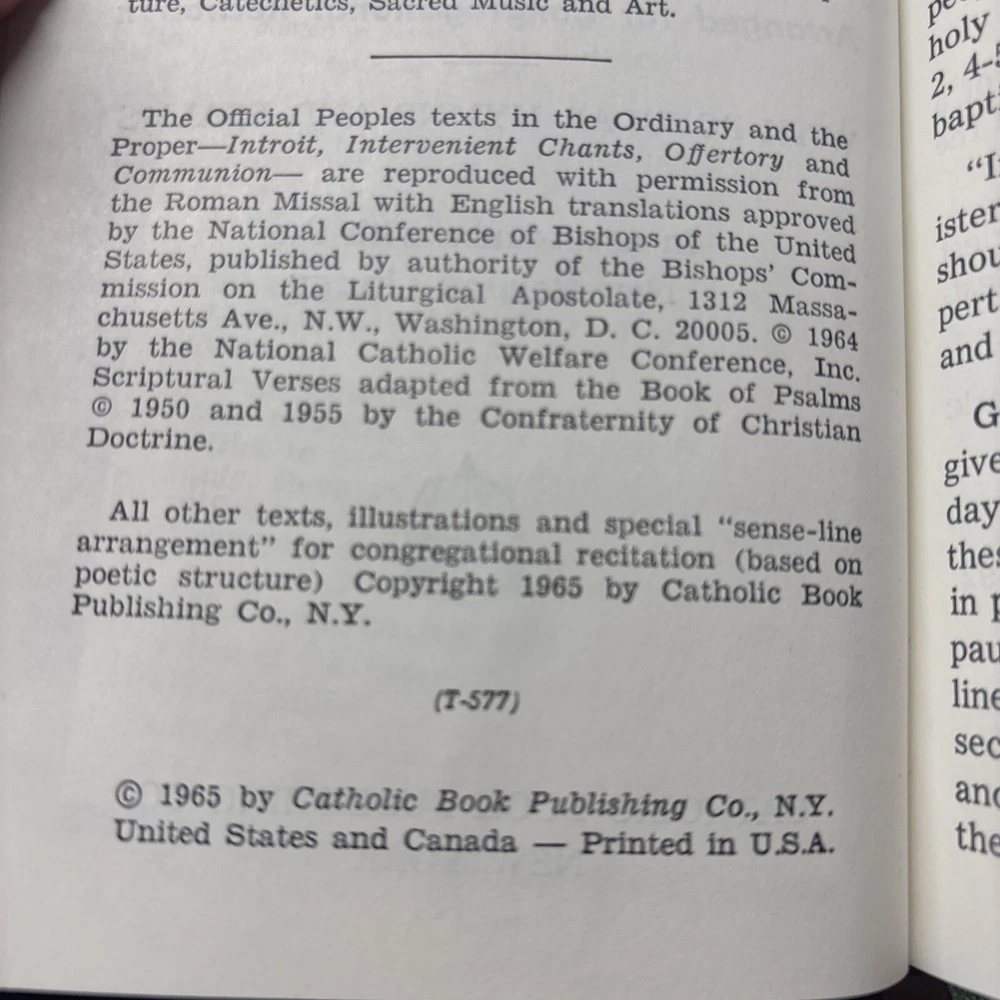 ture, Catechetics, Sacred Music and Art.
The Official Peoples texts in the Ordinary and the
Proper—Introit, Intervenient Chants, Offertory and
Communion— are reproduced with permission from
the Roman Missal with English translations approved
by the National Conference of Bishops of the United
States, published by authority of the Bishops' Com-
mission on the Liturgical Apostolate, 1312 Massa-
chusetts Ave., N.W., Washington, D. C. 20005. © 1964
by the National Catholic Welfare Conference, Inc.
Scriptural Verses adapted from the Book of Psalms
© 1950 and 1955 by the Confraternity of Christian
Doctrine.
All other texts, illustrations and special "sense-line
arrangement" for congregational recitation (based on
poetic structure) Copyright 1965 by Catholic Book
Publishing Co., N.Y.
(T-577)
© 1965 by Catholic Book Publishing Co., N.Y.
United States and Canada — Printed in U.S.A.
holy
2, 4-5
bapt
ister
shou
pert
and
G
give
day
thes
in p
pau
line
sec
and
the